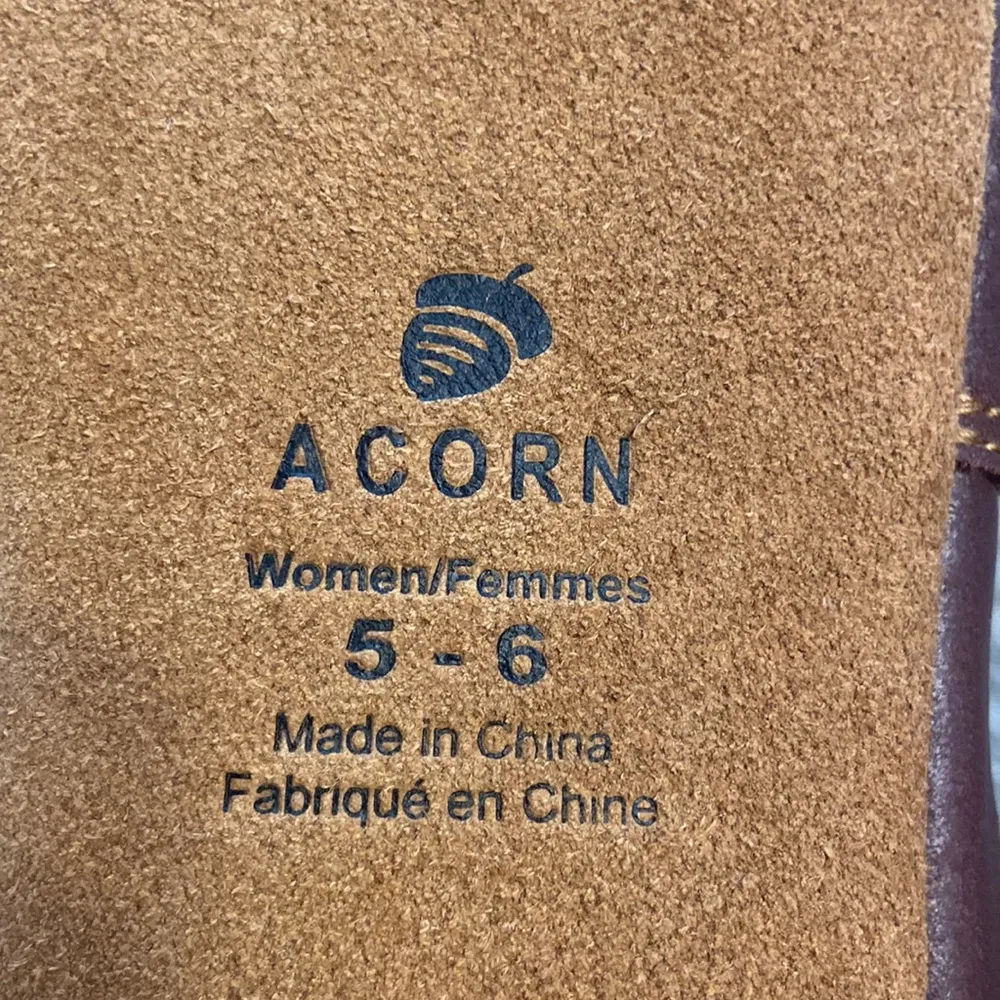 ACORN
Women/Femmes
5 - 6
Made in China
Fabriqué en Chine